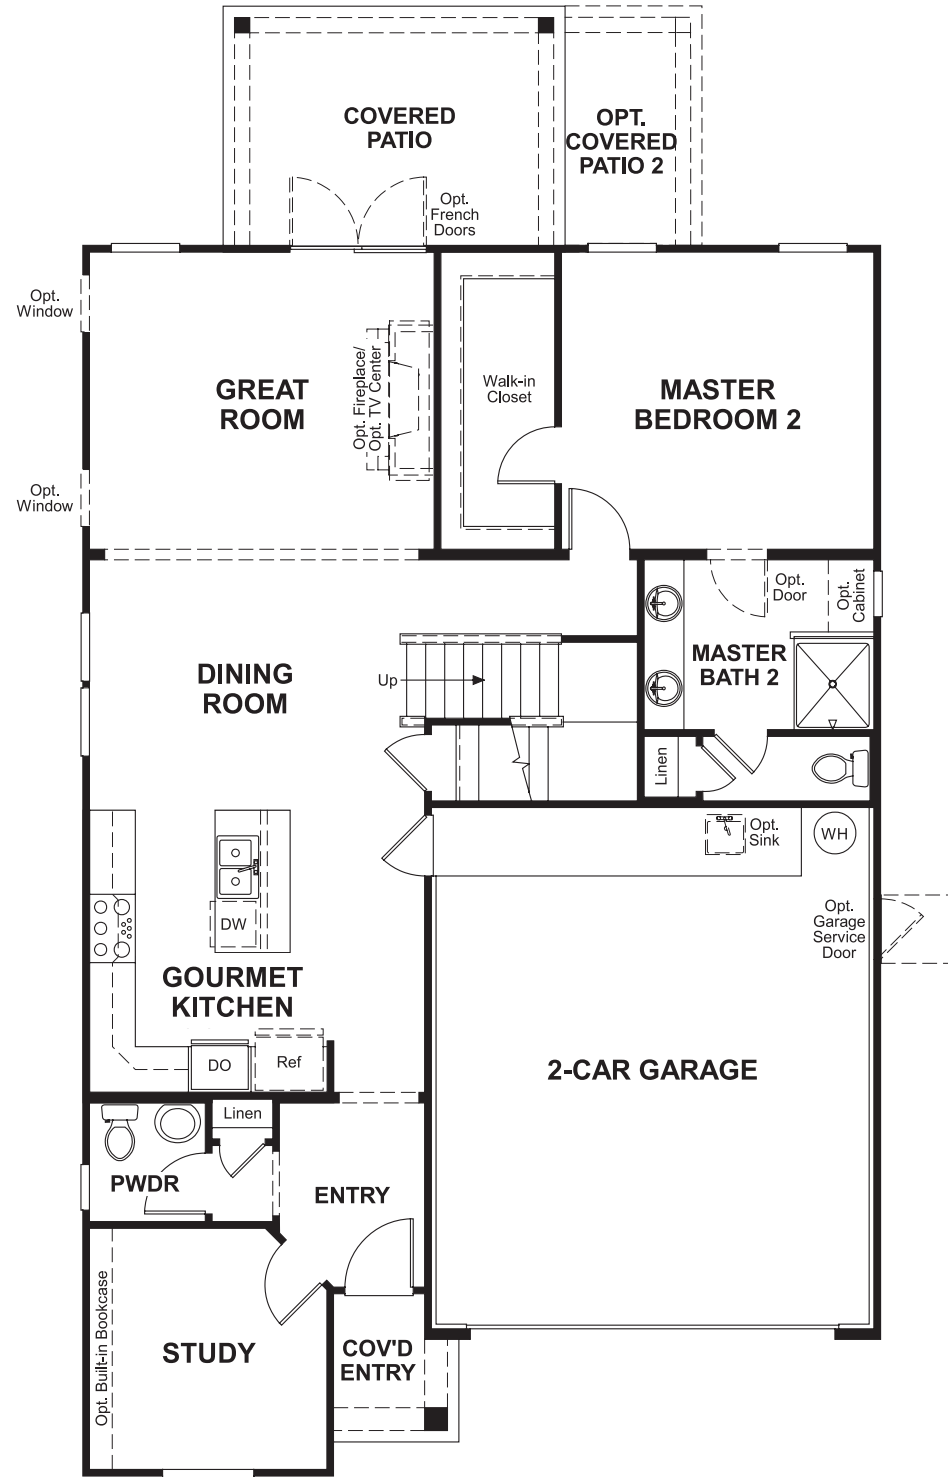 COVERED
PATIO
OPT.
COVERED
PATIO 2
Opt.
French
Doors
Opt.
Window
GREAT
ROOM
Opt. Fireplace/
Opt. TV Center
Walk-in
Closet
MASTER
BEDROOM 2
Opt.
Window
Opt.
Door
Opt.
Cabinet
DINING
ROOM
Up
MASTER
BATH 2
Linen
Opt.
Sink
WH
DW
Opt.
Garage
Service
Door
GOURMET
KITCHEN
DO
Ref
2-CAR GARAGE
Linen
PWDR
ENTRY
Opt. Built-in Bookcase
STUDY
COV'D
ENTRY